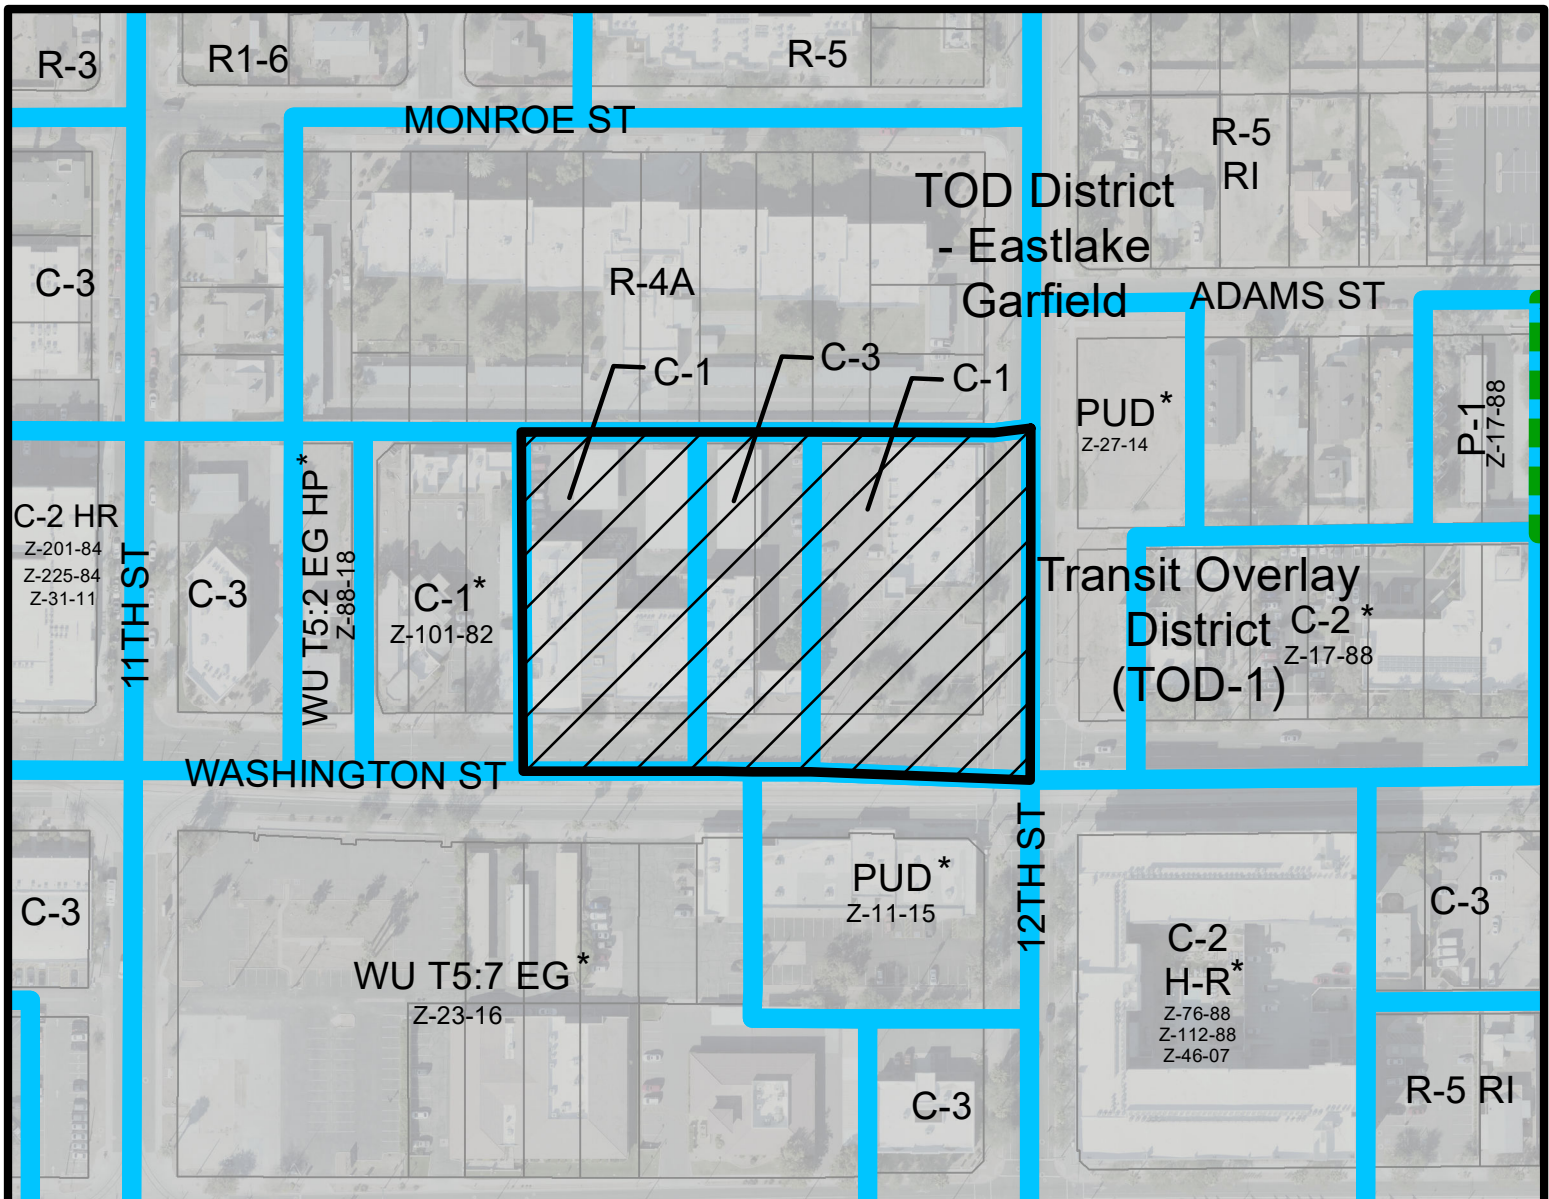 R-3
R1-6
R-5
MONROE ST
R-5
RI
TOD District
- Eastlake
Garfield
C-3
R-4A
ADAMS ST
C-1
C-3
C-1
PUD*
Z-27-14
P-1
Z-17-88
C-2 HR
Z-201-84
Z-225-84
Z-31-11
11TH ST
C-3
WU T5:2 EG HP*
Z-88-18
C-1*
Z-101-82
Transit Overlay
District
(TOD-1)
C-2 *
Z-17-88
WASHINGTON ST
12TH ST
C-3
WU T5:7 EG *
Z-23-16
PUD*
Z-11-15
C-2
H-R*
Z-76-88
Z-112-88
Z-46-07
C-3
C-3
R-5 RI